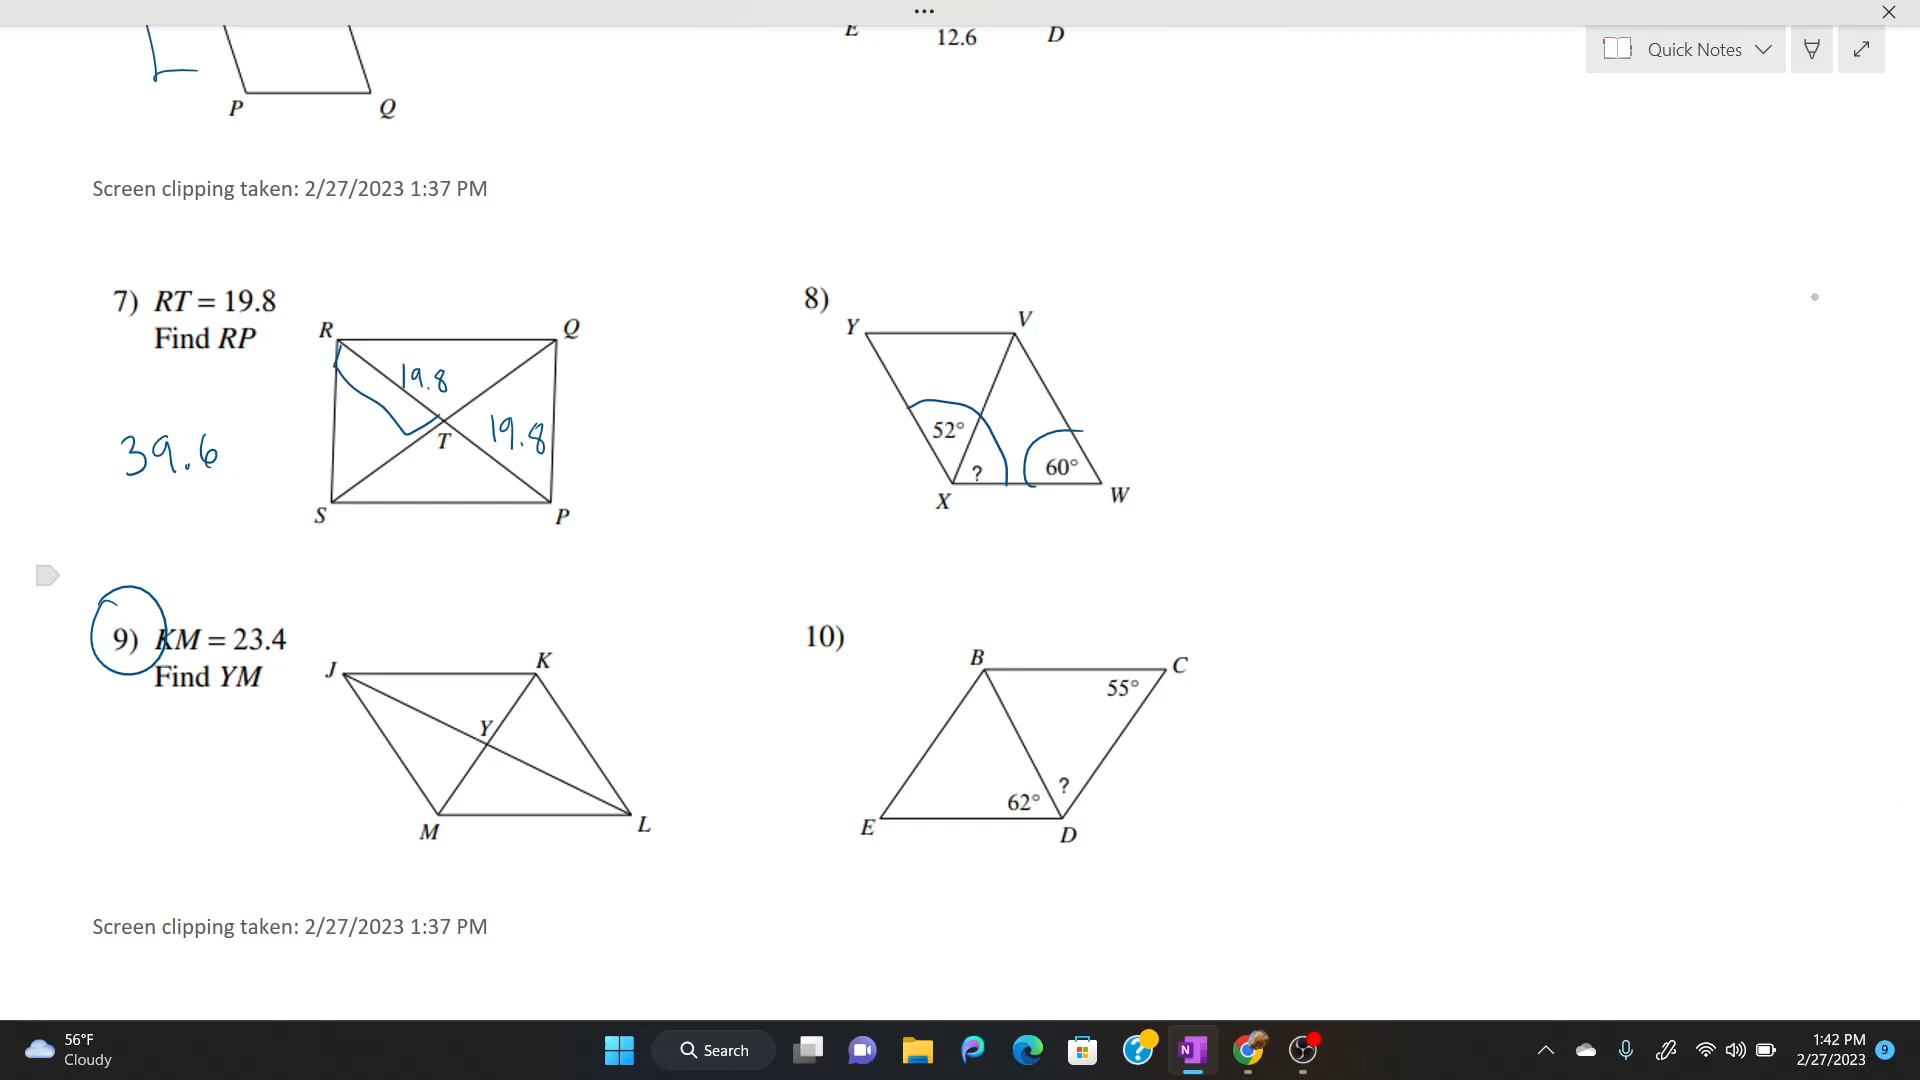 E 12.6 D
Quick Notes
P Q
Screen clipping taken: 2/27/2023 1:37 PM
7) RT = 19.8
Find RP
R Q
19.8
19.8
T
39.6
S P
8)
Y V
52°
?
60°
X W
9) KM = 23.4
Find YM
J K
Y
M L
10)
B C
55°
?
62°
E D
Screen clipping taken: 2/27/2023 1:37 PM
56°F
Cloudy
Search
N
1:42 PM
2/27/2023
9